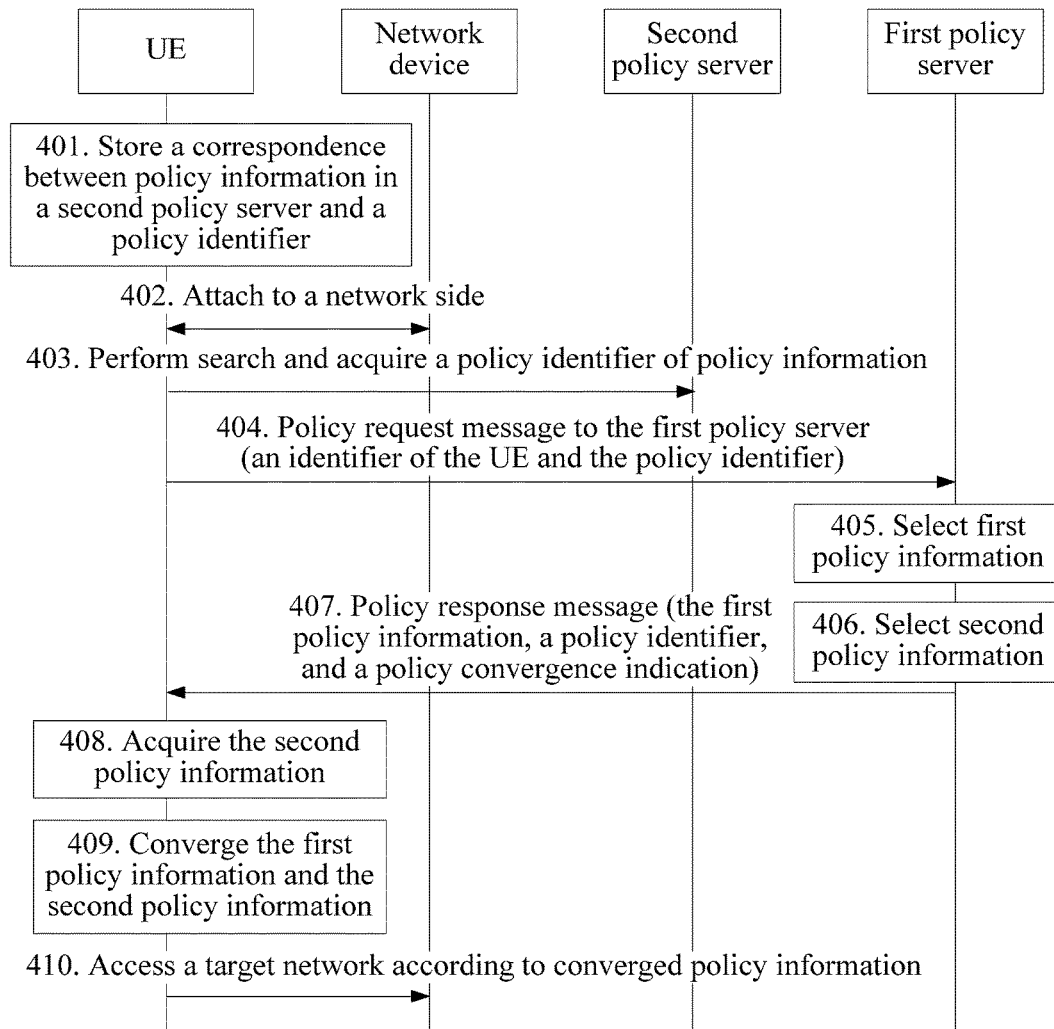 UE
Network
device
Second
policy server
First policy
server
401. Store a correspondence
between policy information in
a second policy server and a
policy identifier
402. Attach to a network side
403. Perform search and acquire a policy identifier of policy information
404. Policy request message to the first policy server
(an identifier of the UE and the policy identifier)
405. Select first
policy information
407. Policy response message (the first
policy information, a policy identifier,
and a policy convergence indication)
406. Select second
policy information
408. Acquire the second
policy information
409. Converge the first
policy information and the
second policy information
410. Access a target network according to converged policy information